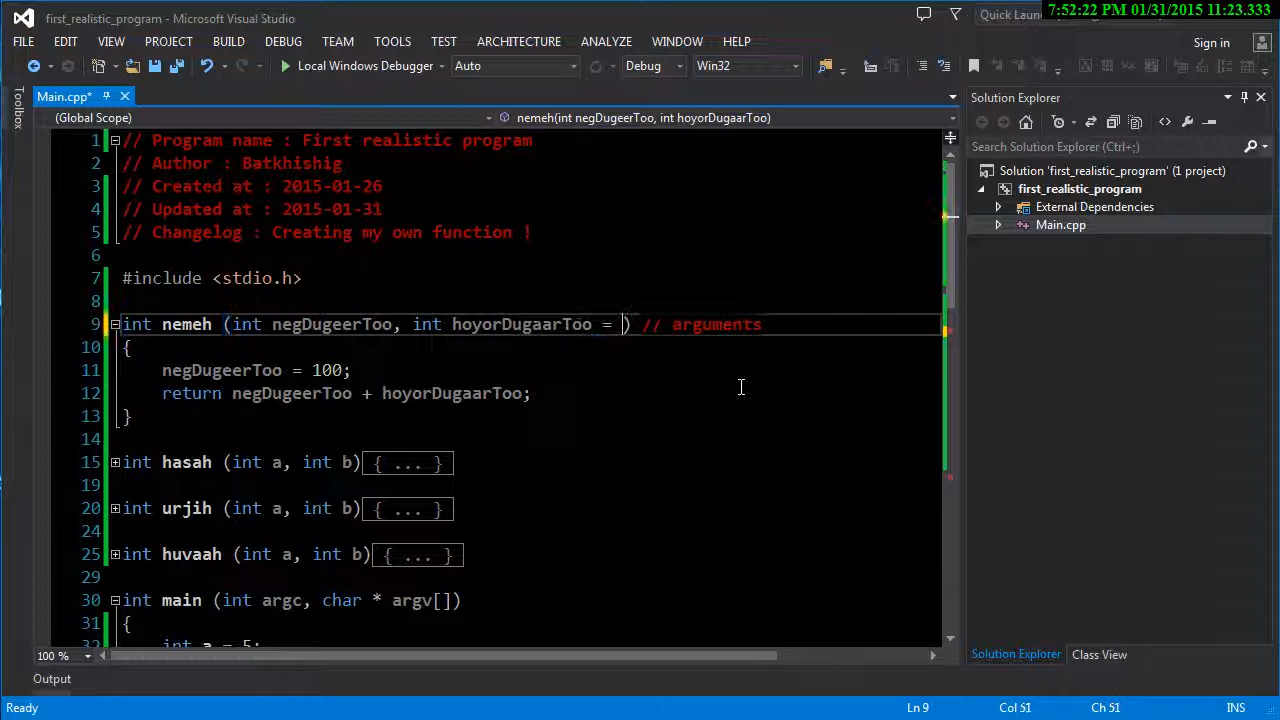 7:52:22 PM 01/31/2015 11:23.333
first_realistic_program - Microsoft Visual Studio
Quick Laun
FILE EDIT VIEW PROJECT BUILD DEBUG TEAM TOOLS TEST ARCHITECTURE ANALYZE WINDOW HELP
Sign in
Local Windows Debugger Auto Debug Win32
Toolbox
Main.cpp*
(Global Scope) nemeh(int negDugeerToo, int hoyorDugaarToo)
1 // Program name : First realistic program
2 // Author : Batkhishig
3 // Created at : 2015-01-26
4 // Updated at : 2015-01-31
5 // Changelog : Creating my own function !
6
7 #include <stdio.h>
8
9 int nemeh (int negDugeerToo, int hoyorDugaarToo = ) // arguments
10 {
11 negDugeerToo = 100;
12 return negDugeerToo + hoyorDugaarToo;
13 }
14
15 int hasah (int a, int b){ ... }
19
20 int urjih (int a, int b){ ... }
24
25 int huvaah (int a, int b){ ... }
29
30 int main (int argc, char * argv[])
31 {
32 int a = 5;
100 %
Solution Explorer
Search Solution Explorer (Ctrl+;)
Solution 'first_realistic_program' (1 project)
first_realistic_program
External Dependencies
Main.cpp
Solution Explorer Class View
Output
Ready Ln 9 Col 51 Ch 51 INS